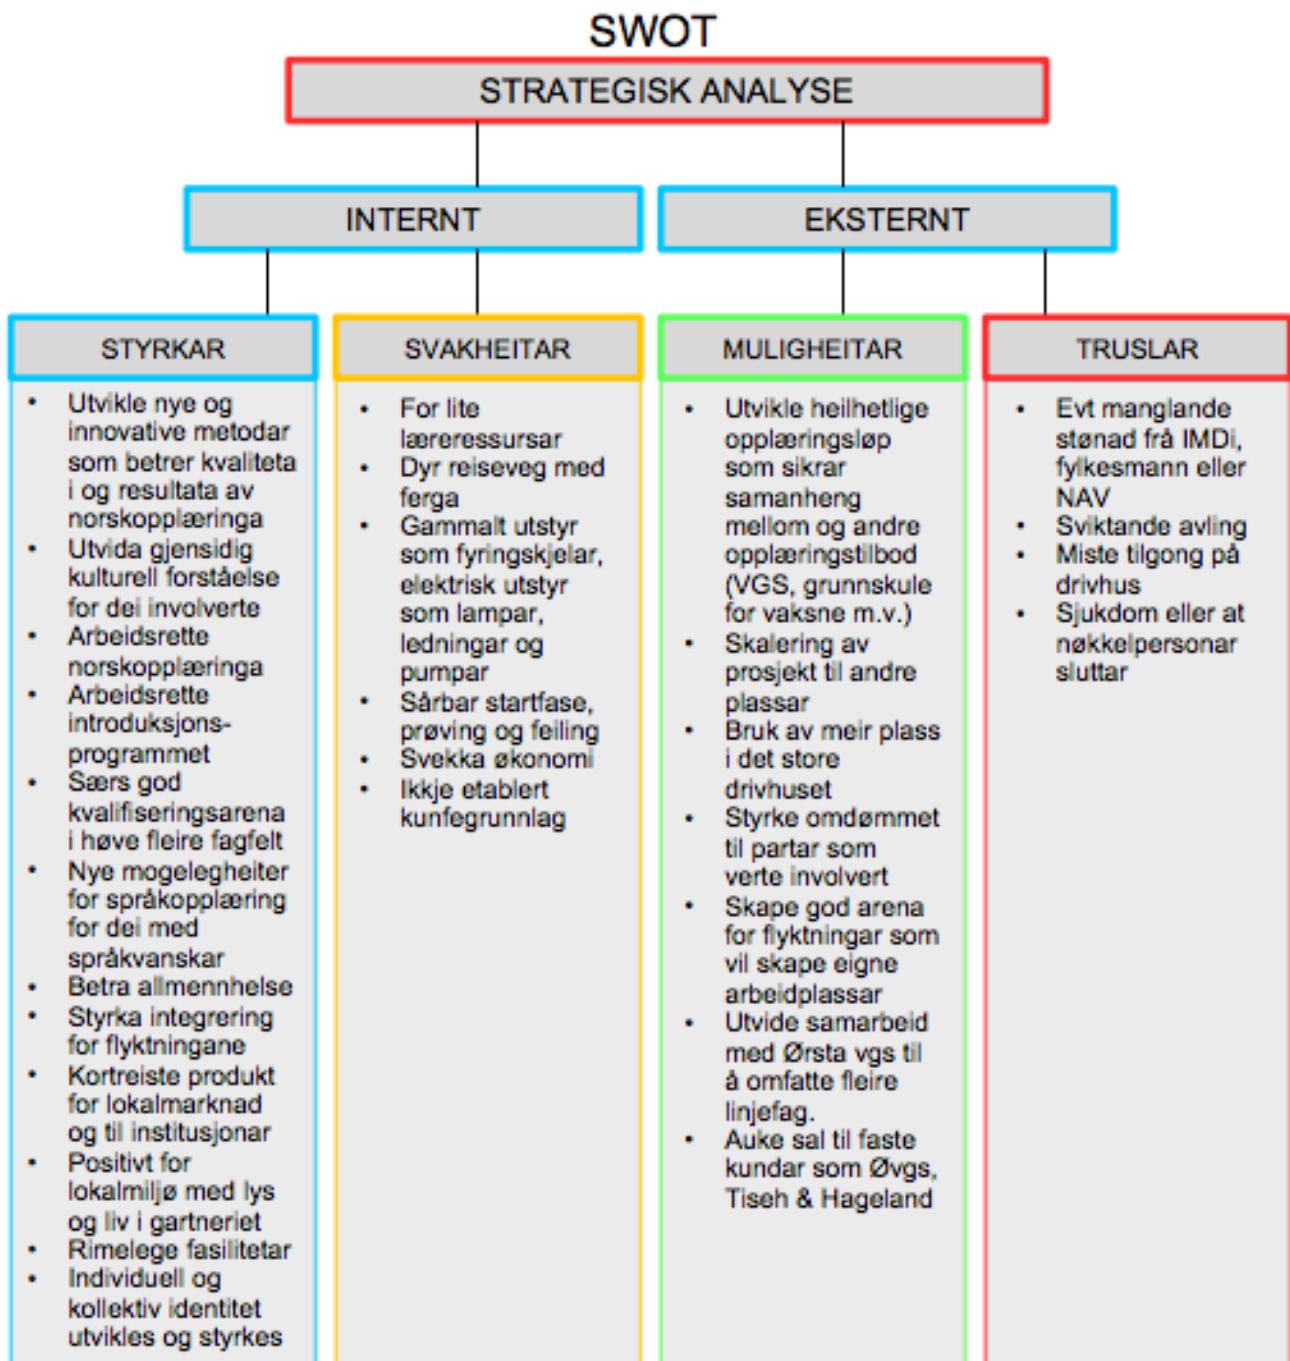 SWOT
STRATEGISK ANALYSE
INTERNT
EKSTERNT
STYRKAR
• Utvikle nye og
innovative metodar
som betrer kvaliteta
i og resultata av
norskopplæringa
• Utvida gjensidig
kulturell forståelse
for dei involverte
• Arbeidsrette
norskopplæringa
• Arbeidsrette
introduksjons-
programmet
• Særs god
kvalifiseringsarena
i høve fleire fagfelt
• Nye mogelegheiter
for språkopplæring
for dei med
språkvanskar
• Betra allmennhelse
• Styrka integrering
for flyktningane
• Kortreiste produkt
for lokalmarknad
og til institusjonar
• Positivt for
lokalmiljø med lys
og liv i gartneriet
• Rimelege fasilitetar
• Individuell og
kollektiv identitet
utvikles og styrkes
SVAKHEITAR
• For lite
læreressursar
• Dyr reiseveg med
ferga
• Gammalt utstyr
som fyringskjelar,
elektrisk utstyr
som lampar,
ledningar og
pumpar
• Sårbar startfase,
prøving og feiling
• Svekka økonomi
• Ikkje etablert
kunfegrunnlag
MULIGHEITAR
• Utvikle heilhetlige
opplæringsløp
som sikrar
samanheng
mellom og andre
opplæringstilbod
(VGS, grunnskule
for vaksne m.v.)
• Skalering av
prosjekt til andre
plassar
• Bruk av meir plass
i det store
drivhuset
• Styrke omdømmet
til partar som
verte involvert
• Skape god arena
for flyktningar som
vil skape eigne
arbeidplassar
• Utvide samarbeid
med Ørsta vgs til
å omfatte fleire
linjefag.
• Auke sal til faste
kundar som Øvgs,
Tiseh & Hageland
TRUSLAR
• Evt manglande
stønad frå IMDi,
fylkesmann eller
NAV
• Sviktande avling
• Miste tilgong på
drivhus
• Sjukdom eller at
nøkkelpersonar
sluttar